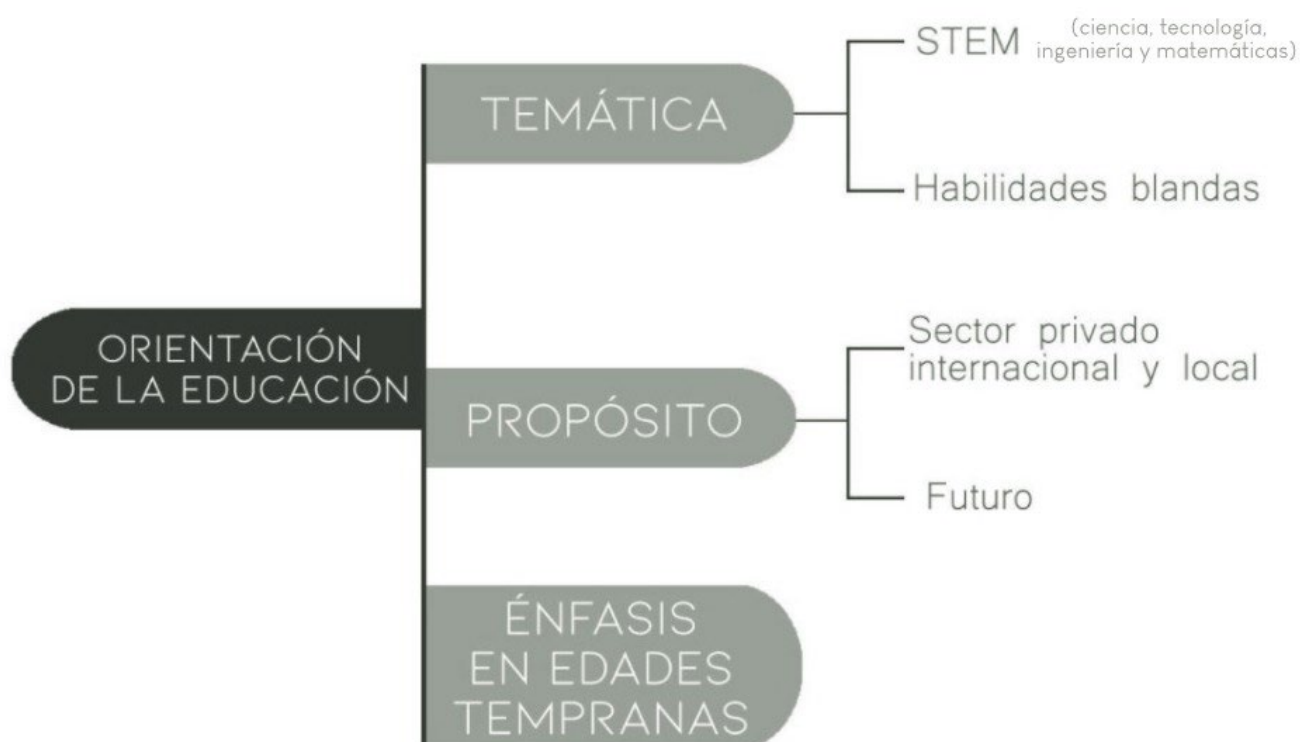 STEM (ciencia, tecnología,
ingeniería y matemáticas)
TEMÁTICA
Habilidades blandas
ORIENTACIÓN
DE LA EDUCACIÓN
Sector privado
internacional y local
PROPÓSITO
Futuro
ÉNFASIS
EN EDADES
TEMPRANAS